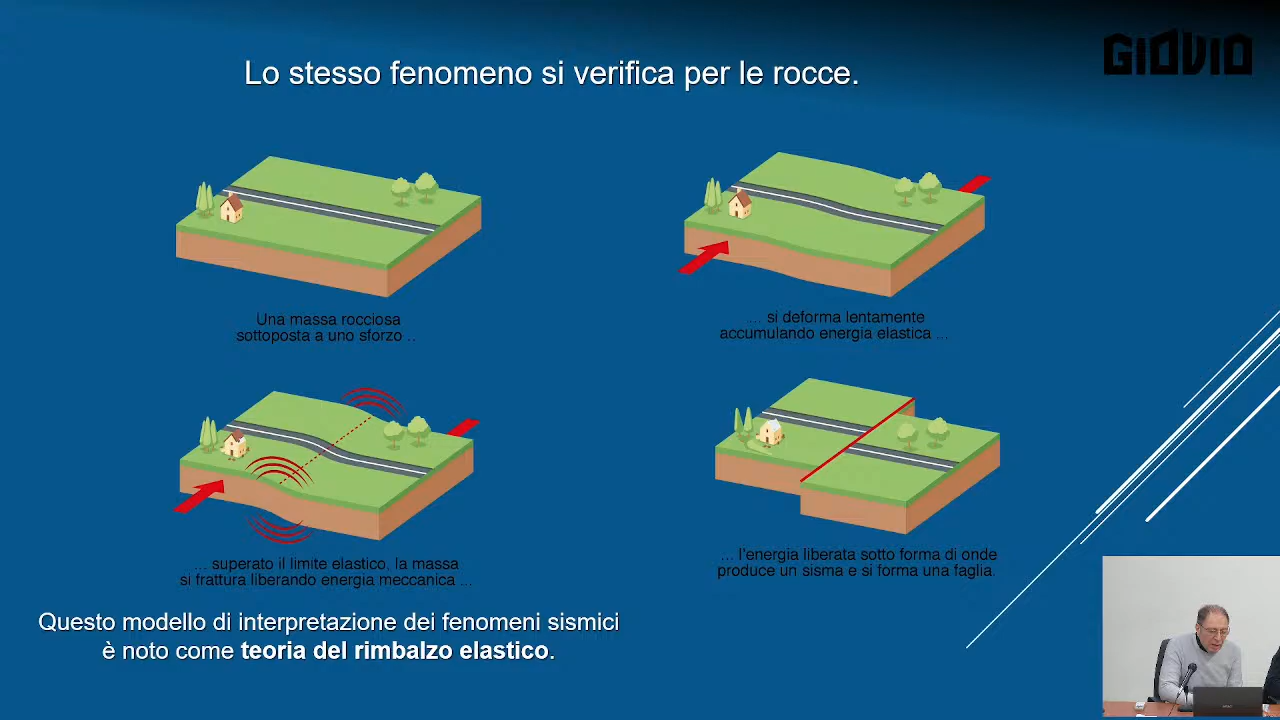 GIOVIO
Lo stesso fenomeno si verifica per le rocce.
Una massa rocciosa
sottoposta a uno sforzo ..
.... si deforma lentamente
accumulando energia elastica ...
... superato il limite elastico, la massa
si frattura liberando energia meccanica ...
... l'energia liberata sotto forma di onde
produce un sisma e si forma una faglia.
Questo modello di interpretazione dei fenomeni sismici
è noto come teoria del rimbalzo elastico.